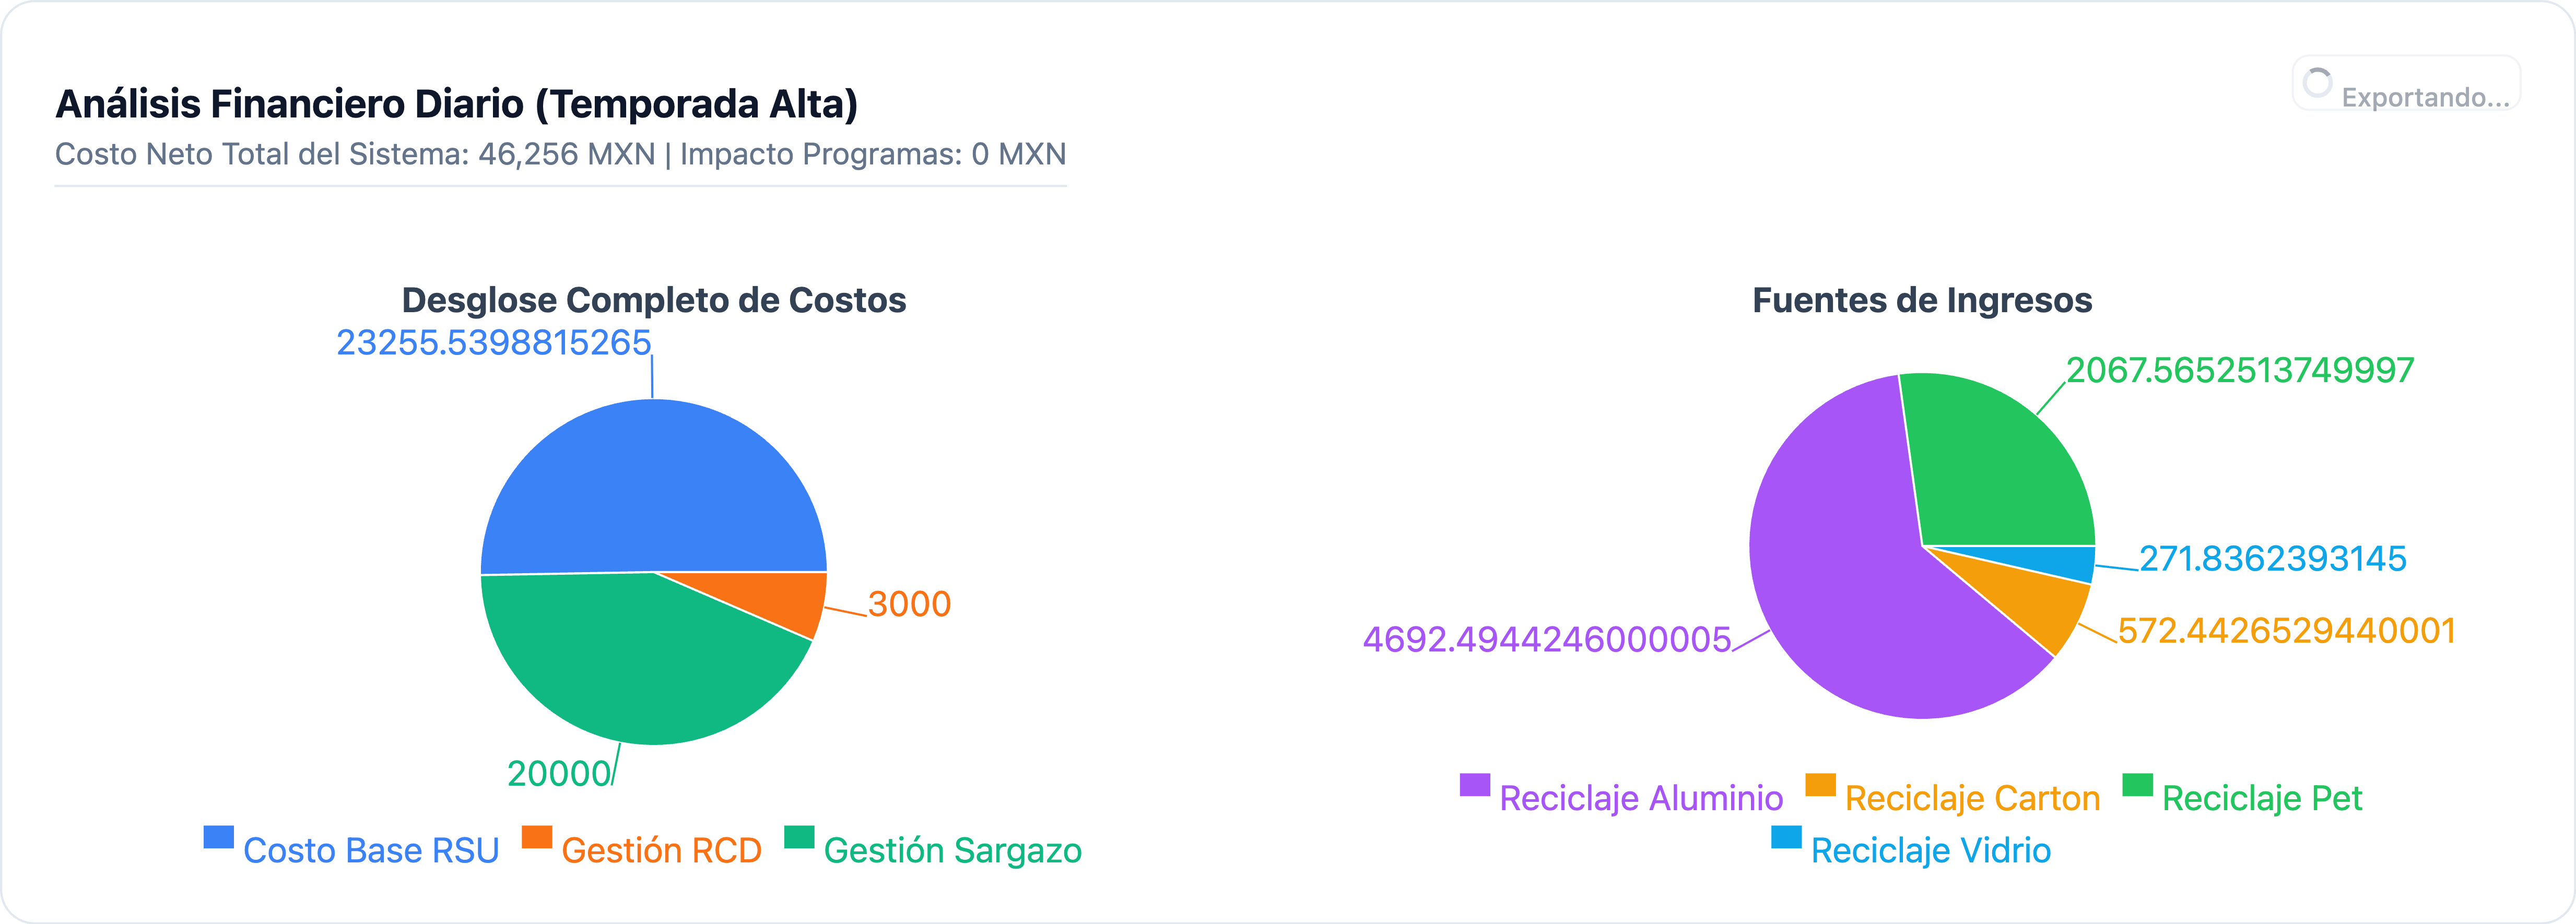 Análisis Financiero Diario (Temporada Alta)
Costo Neto Total del Sistema: 46,256 MXN | Impacto Programas: 0 MXN
Exportando...
Desglose Completo de Costos
23255.5398815265
3000
20000
Costo Base RSU
Gestión RCD
Gestión Sargazo
Fuentes de Ingresos
2067.5652513749997
271.8362393145
572.4426529440001
4692.4944246000005
Reciclaje Aluminio
Reciclaje Carton
Reciclaje Pet
Reciclaje Vidrio